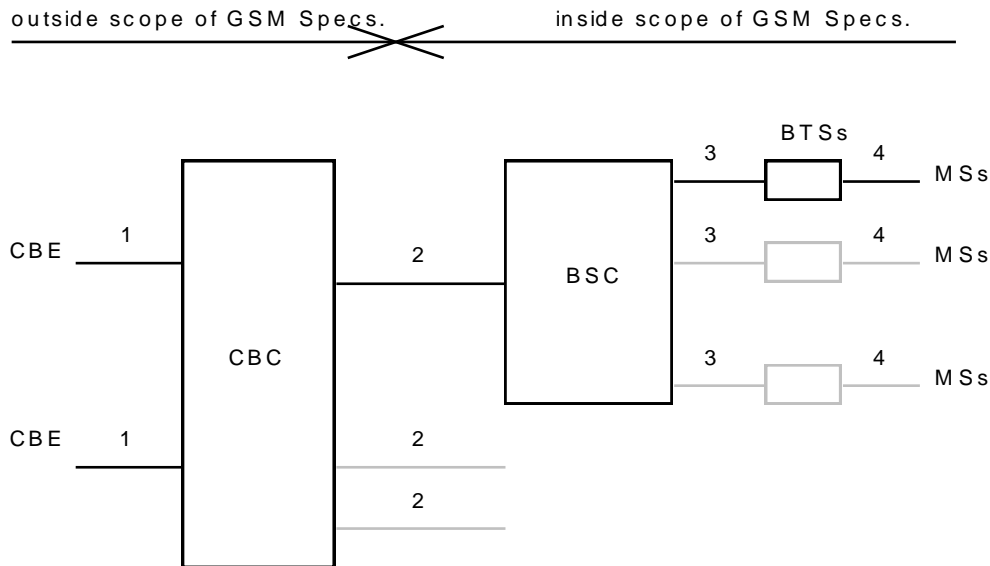 outside scope of GSM Specs.
inside scope of GSM Specs.
BTSs
3
4
MSs
CBE
1
2
3
4
MSs
BSC
CBC
3
4
MSs
CBE
1
2
2